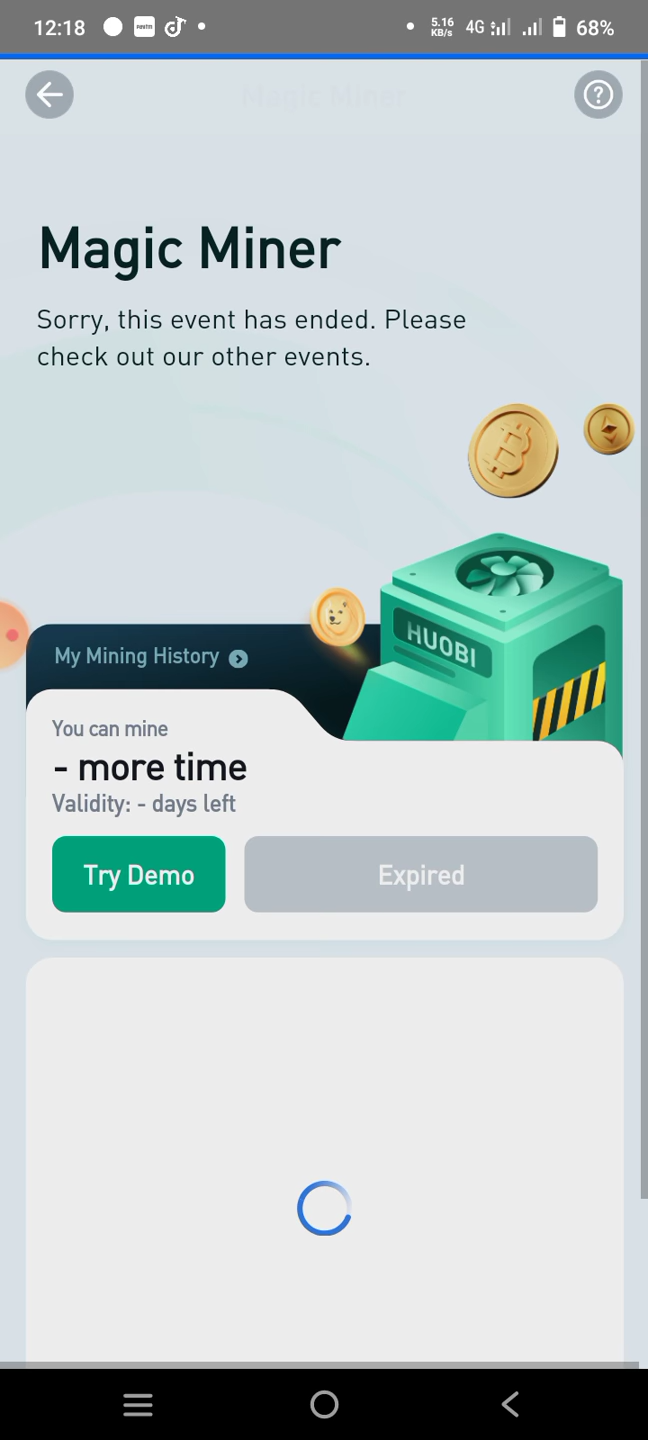 12:18
paytm
5.16
KB/s
4G
68%
Magic Miner
Magic Miner
Sorry, this event has ended. Please
check out our other events.
HUOBI
My Mining History
You can mine
- more time
Validity: - days left
Try Demo
Expired